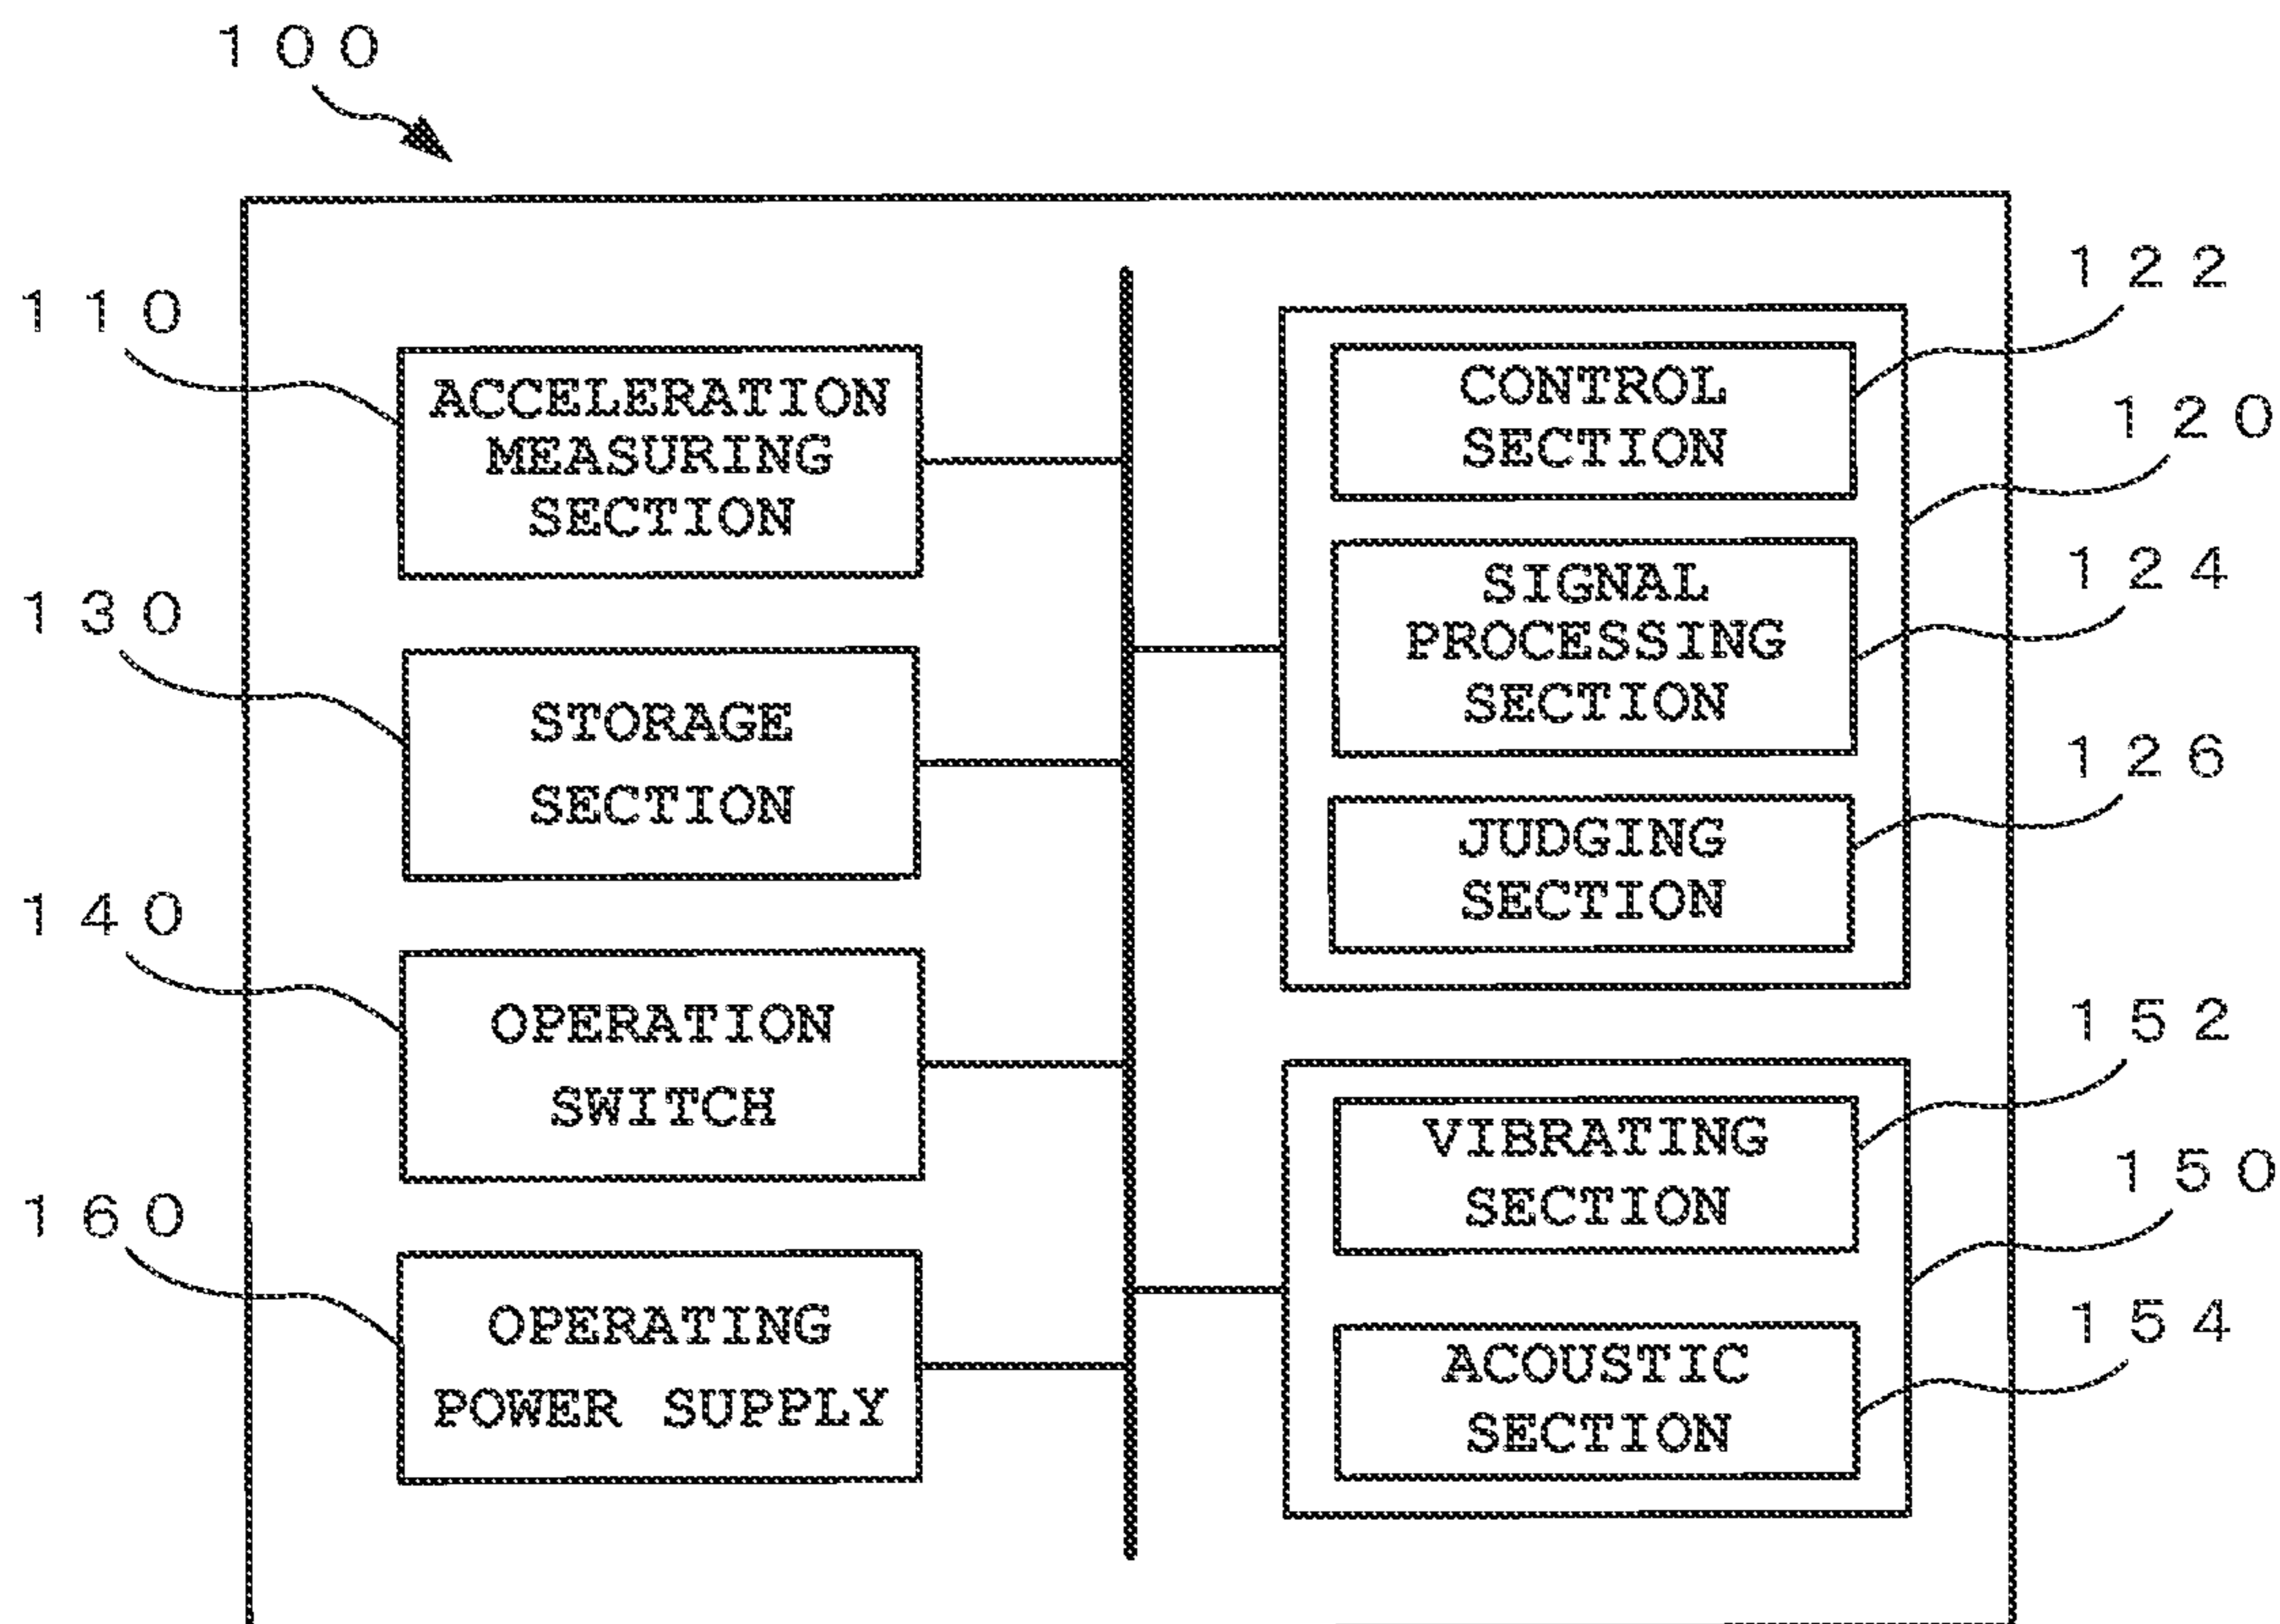 100
110
ACCELERATION
MEASURING
SECTION
130
STORAGE
SECTION
140
OPERATION
SWITCH
160
OPERATING
POWER SUPPLY
122
CONTROL
SECTION
120
124
SIGNAL
PROCESSING
SECTION
126
JUDGING
SECTION
152
VIBRATING
SECTION
150
154
ACOUSTIC
SECTION